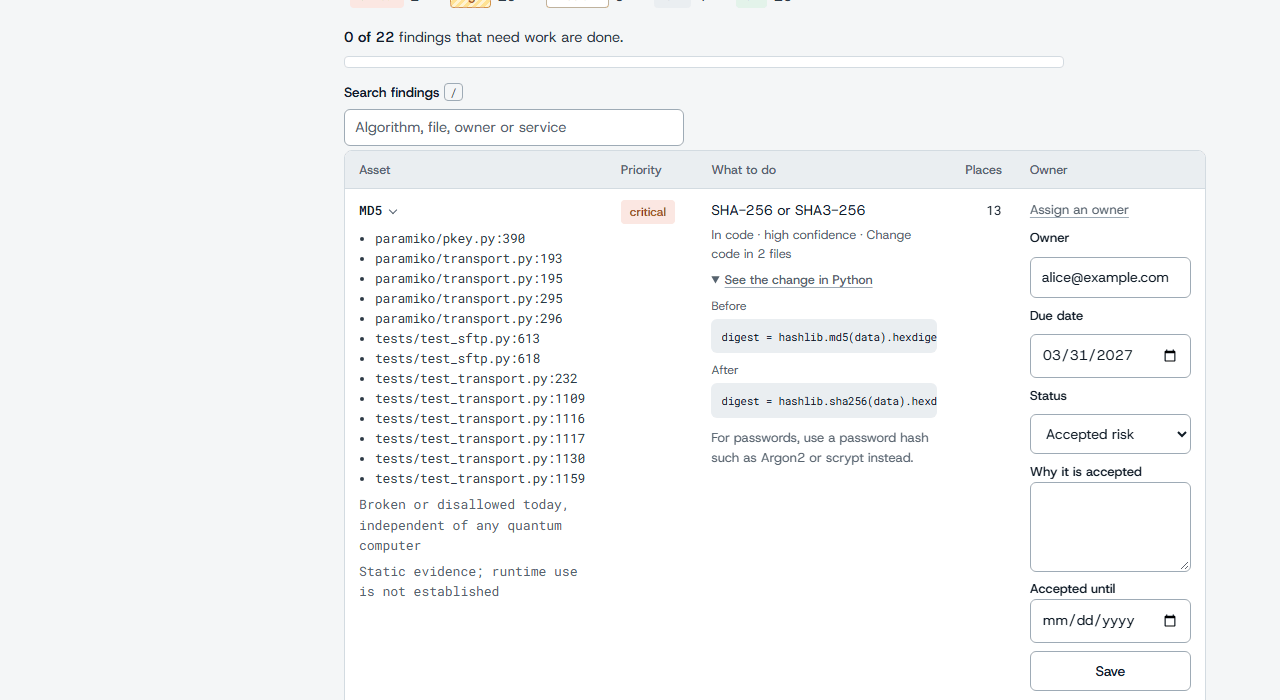 0 of 22 findings that need work are done.
Search findings /
Algorithm, file, owner or service
Asset
Priority
What to do
Places
Owner
MD5
paramiko/pkey.py:390
paramiko/transport.py:193
paramiko/transport.py:195
paramiko/transport.py:295
paramiko/transport.py:296
tests/test_sftp.py:613
tests/test_sftp.py:618
tests/test_transport.py:232
tests/test_transport.py:1109
tests/test_transport.py:1116
tests/test_transport.py:1117
tests/test_transport.py:1130
tests/test_transport.py:1159
Broken or disallowed today,
independent of any quantum
computer
Static evidence; runtime use
is not established
critical
SHA-256 or SHA3-256
In code · high confidence · Change
code in 2 files
See the change in Python
Before
digest = hashlib.md5(data).hexdige
After
digest = hashlib.sha256(data).hexd
For passwords, use a password hash
such as Argon2 or scrypt instead.
13
Assign an owner
Owner
alice@example.com
Due date
03/31/2027
Status
Accepted risk
Why it is accepted
Accepted until
mm/dd/yyyy
Save